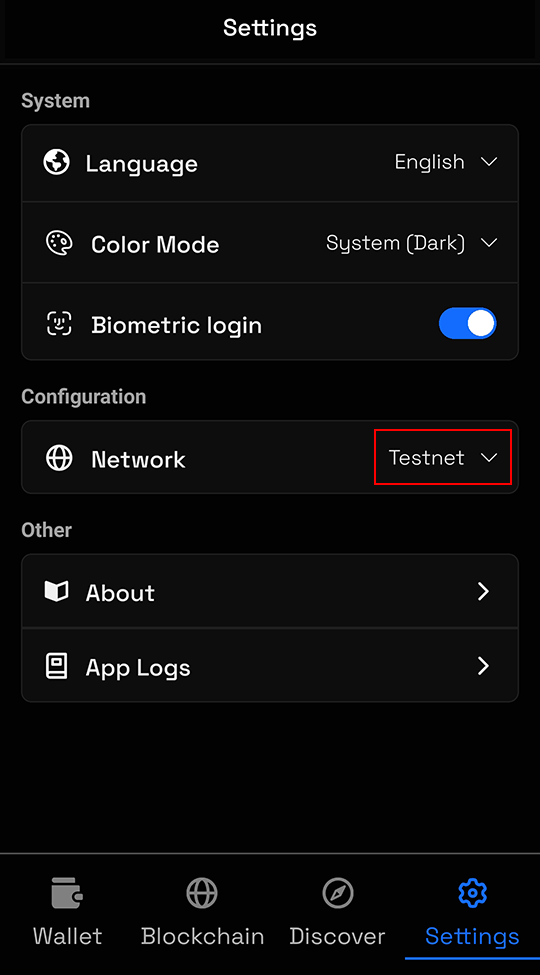 Settings
System
Language English
Color Mode System (Dark)
Biometric login
Configuration
Network Testnet
Other
About
App Logs
Wallet Blockchain Discover Settings